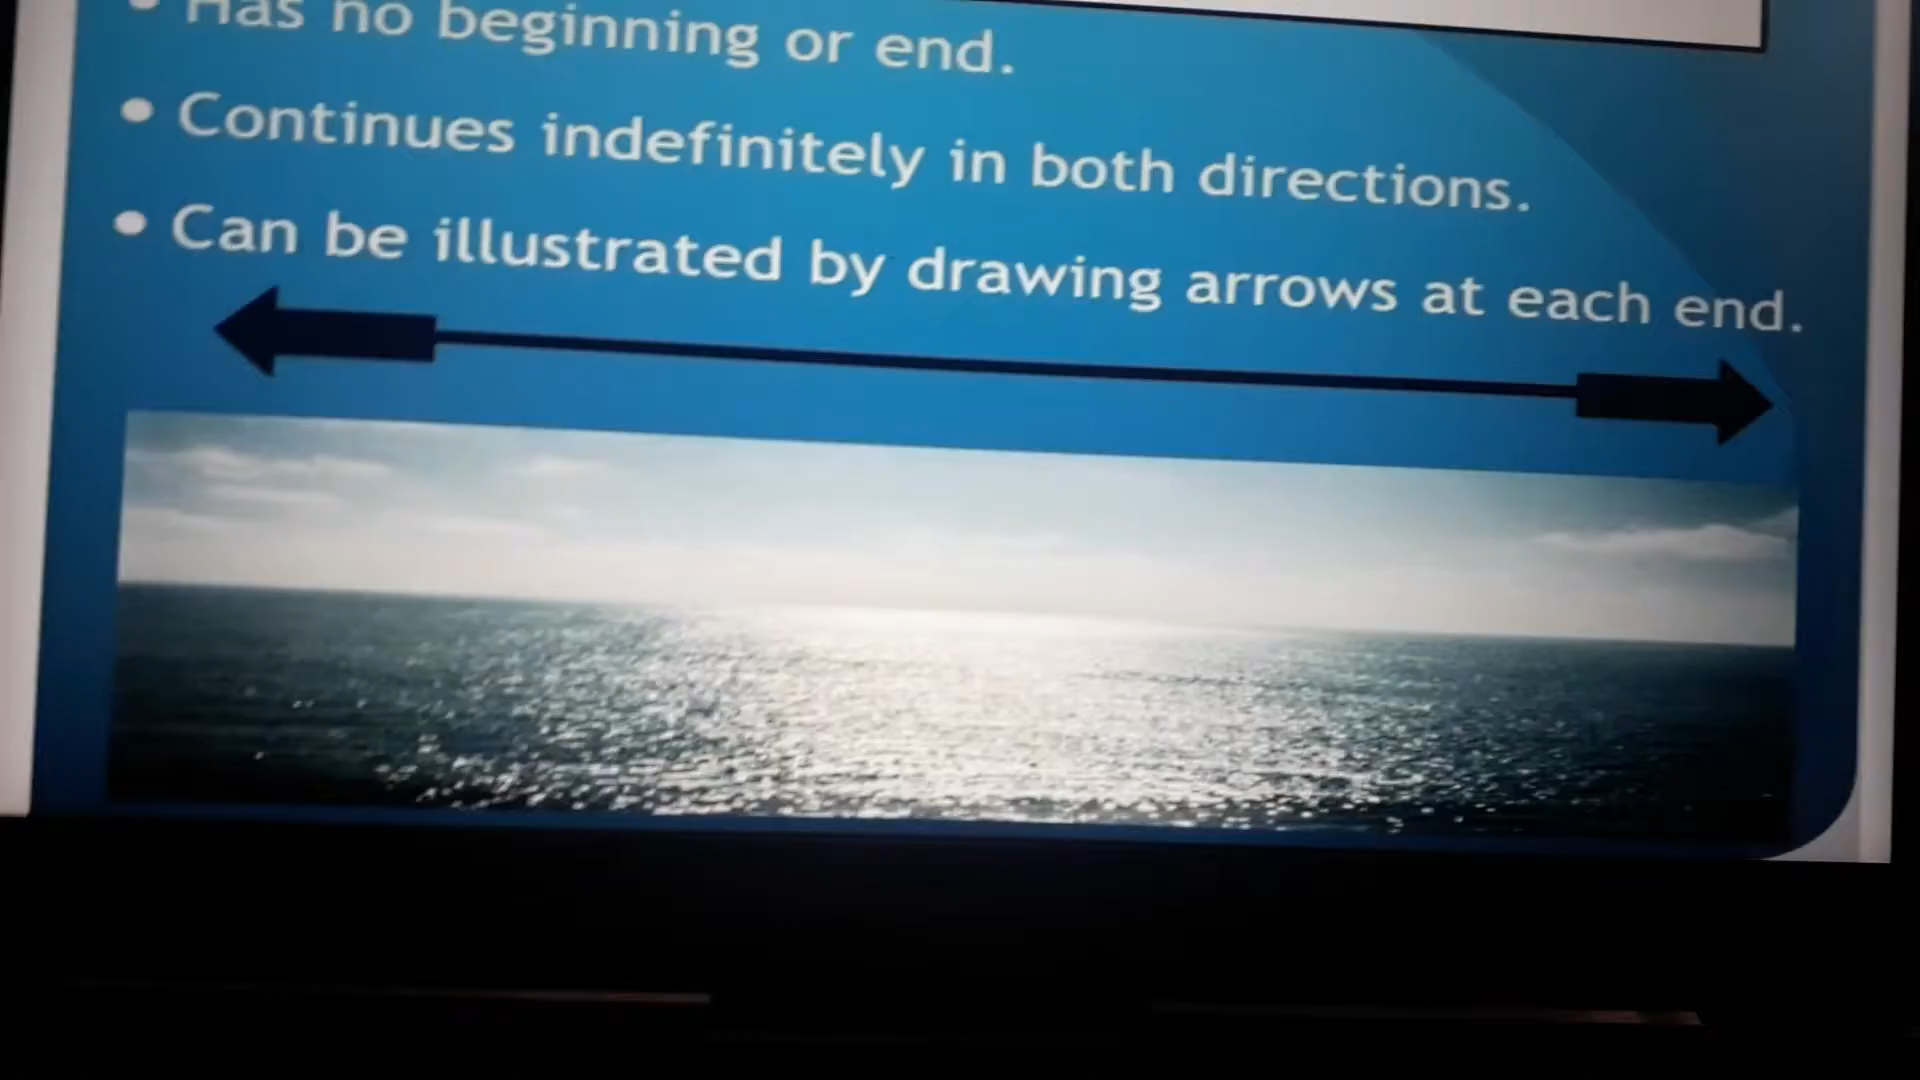 • Has no beginning or end.
• Continues indefinitely in both directions.
• Can be illustrated by drawing arrows at each end.